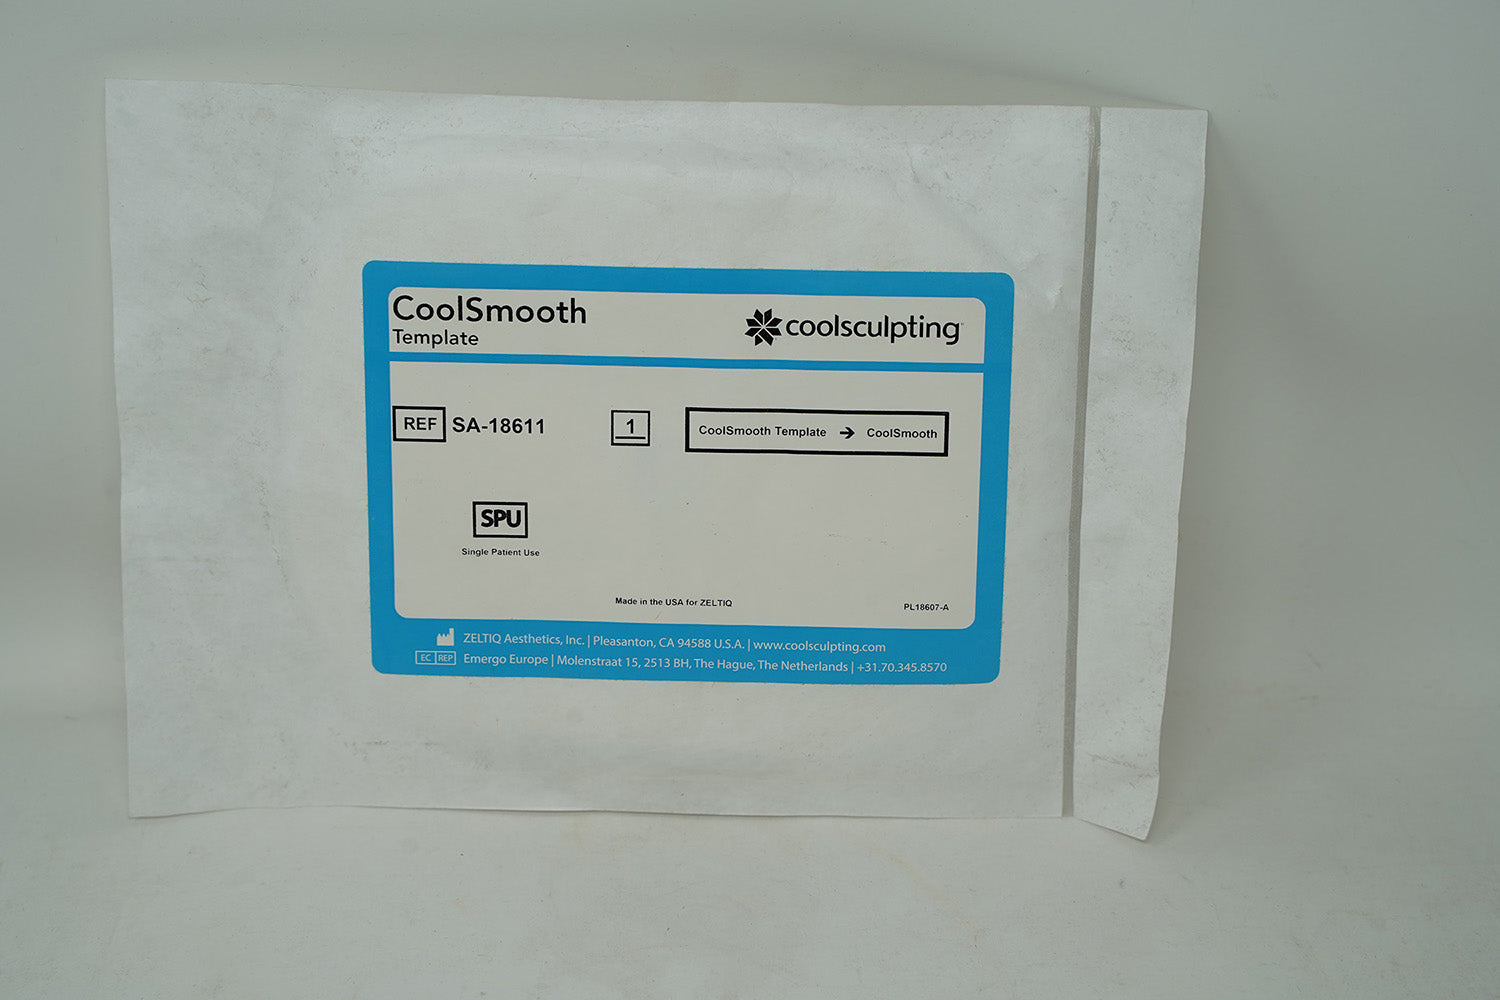 CoolSmooth
Template
coolsculpting
REF SA-18611
1
CoolSmooth Template → CoolSmooth
SPU
Single Patient Use
Made in the USA for ZELTIQ
PL18607-A
ZELTIQ Aesthetics, Inc. | Pleasanton, CA 94588 U.S.A. | www.coolsculpting.com
EC REP Emergo Europe | Molenstraat 15, 2513 BH, The Hague, The Netherlands | +31.70.345.8570